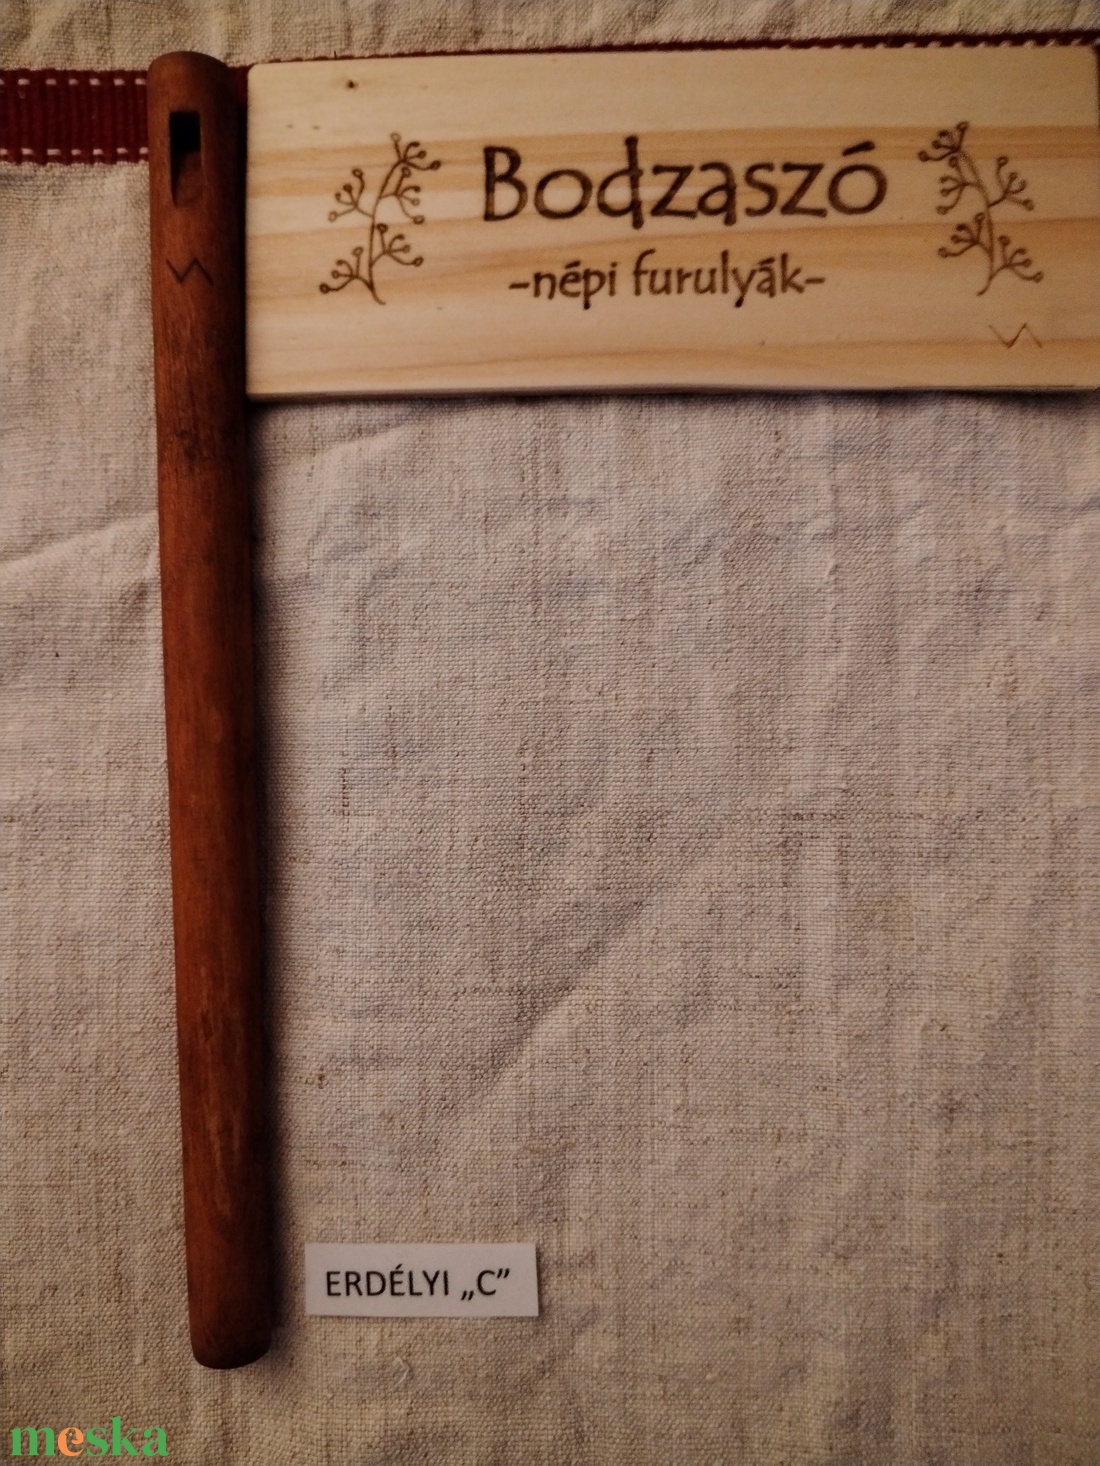 Bodzaszó
-népi furulyák-
ERDÉLYI „C”
meska